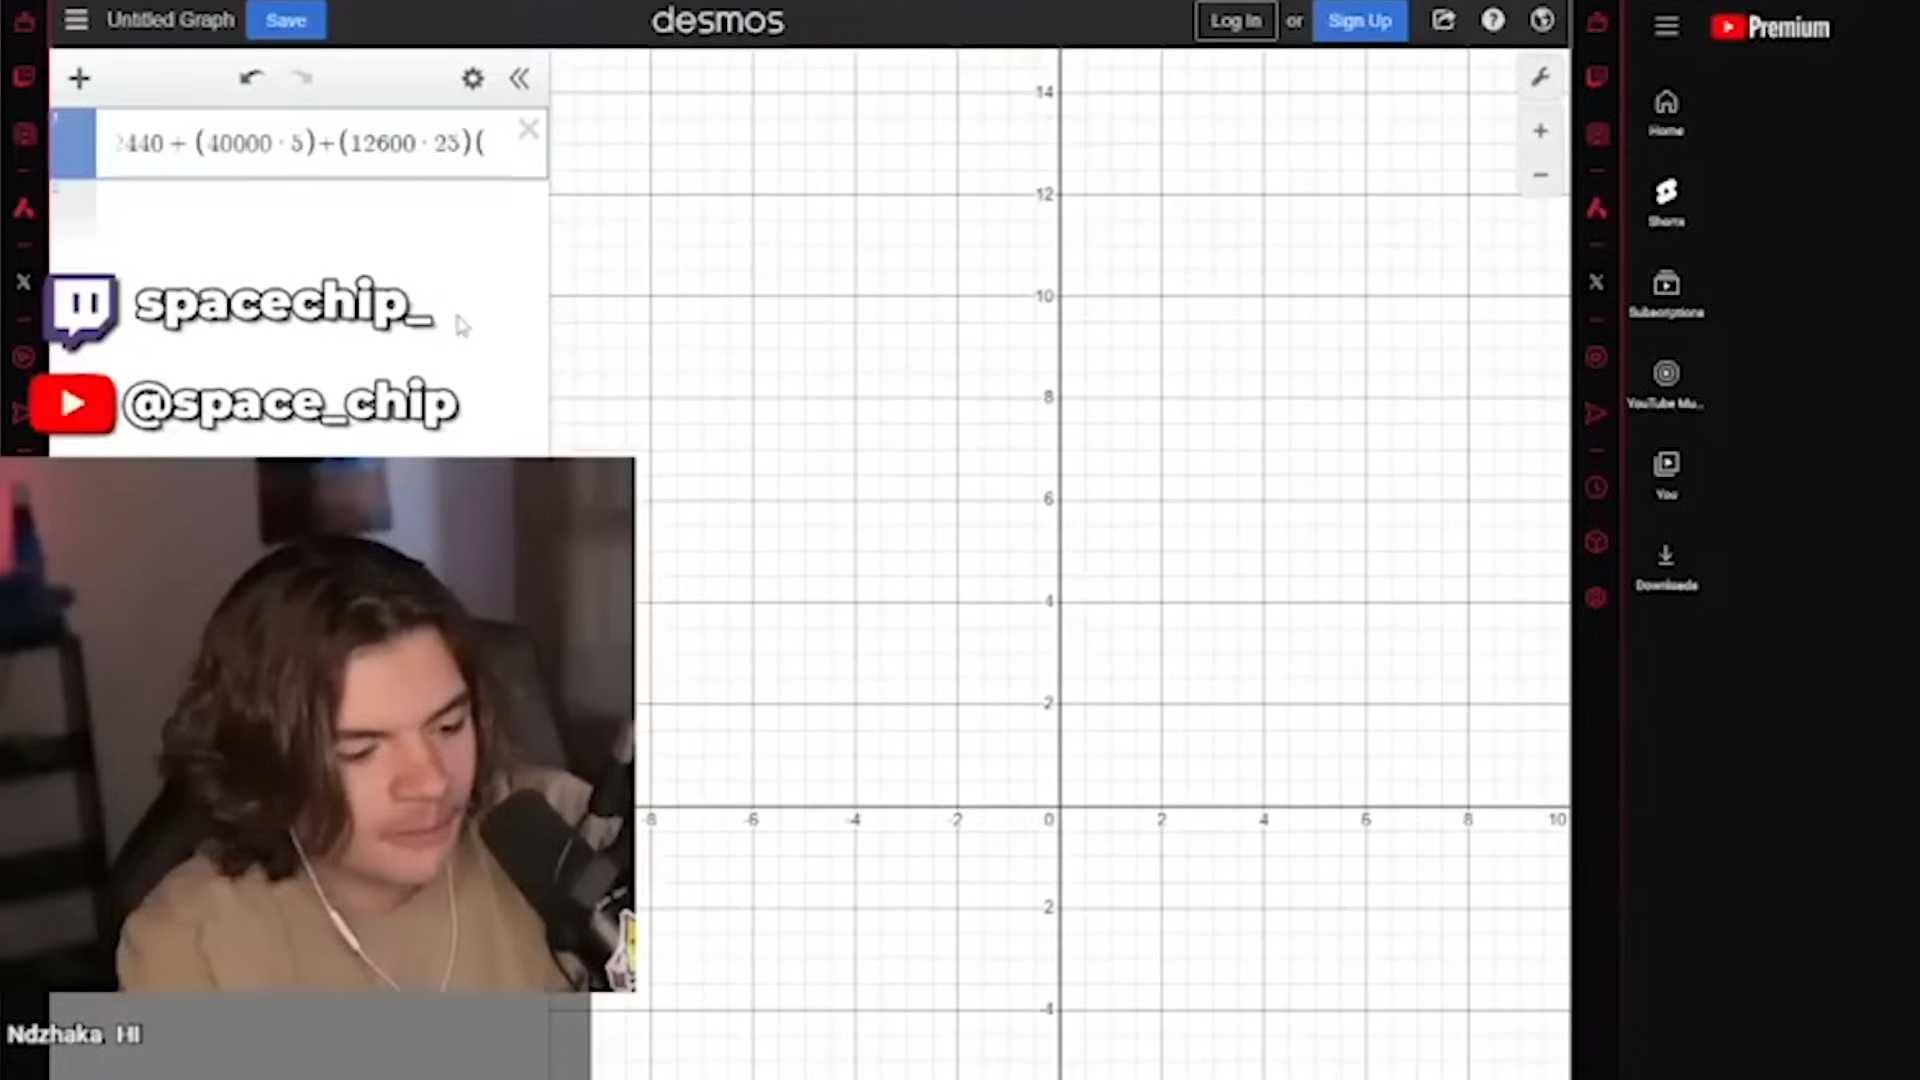 Untitled Graph Save desmos Log In or Sign Up
Premium
440 + (40000 · 5)+(12600 · 25)(
spacechip_
@space_chip
14
12
10
8
6
4
2
-8 -6 -4 -2 0 2 4 6 8 10
2
-4
Home
Shorts
Subscriptions
YouTube Mu...
You
Downloads
Ndzhaka HI